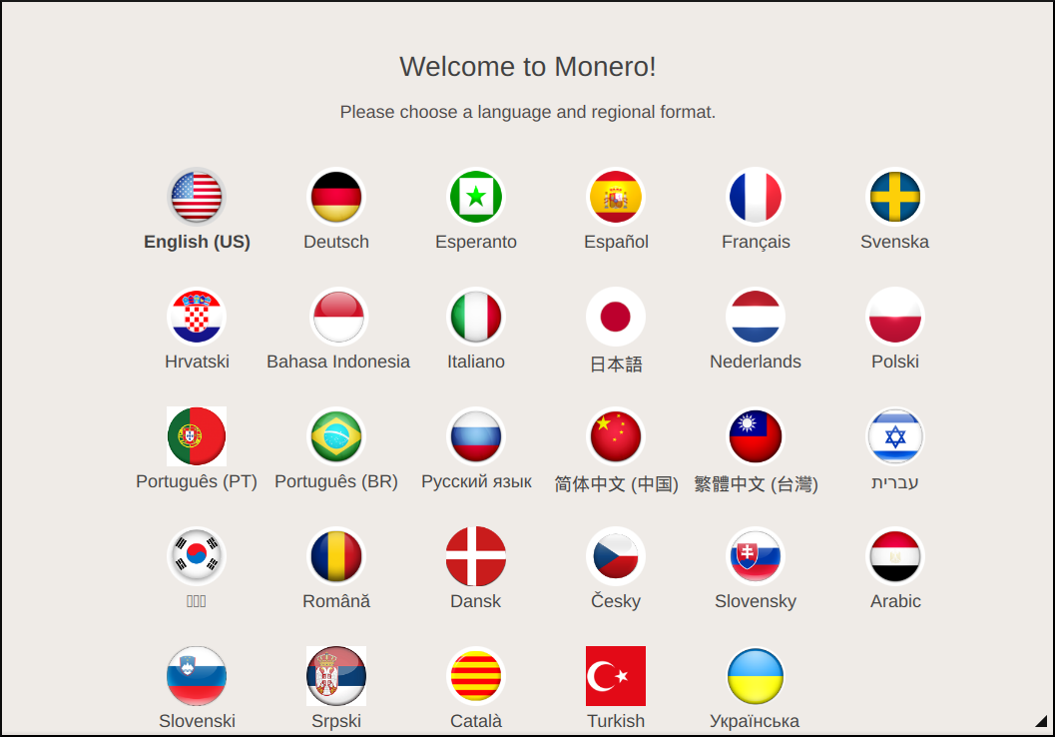 Welcome to Monero!
Please choose a language and regional format.
English (US) Deutsch Esperanto Español Français Svenska
Hrvatski Bahasa Indonesia Italiano 日本語 Nederlands Polski
Português (PT) Português (BR) Русский язык 简体中文 (中国) 繁體中文 (台灣) עברית
Română Dansk Česky Slovensky Arabic
Slovenski Srpski Català Turkish Українська